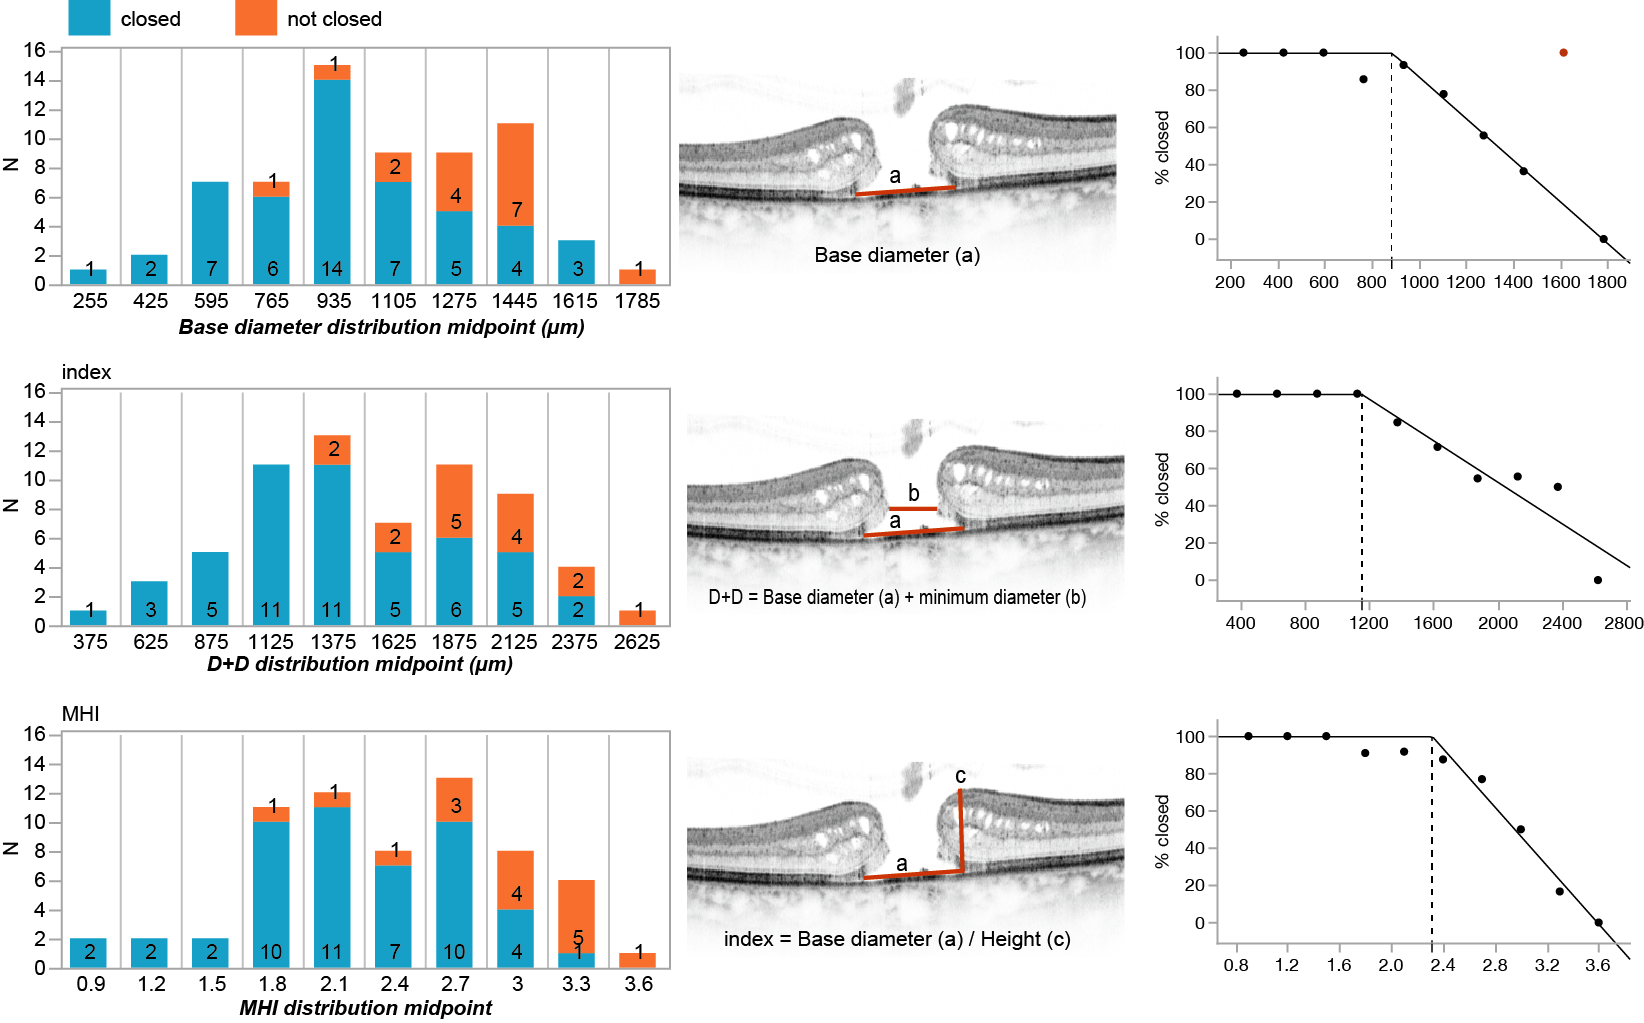 closed not closed
16
14
12
10
8
6
4
2
0
N
1 2 7 6 1 14 1 7 2 5 4 4 7 3 1
255 425 595 765 935 1105 1275 1445 1615 1785
Base diameter distribution midpoint (µm)
a
Base diameter (a)
100
80
60
40
20
0
% closed
200 400 600 800 1000 1200 1400 1600 1800
index
16
14
12
10
8
6
4
2
0
N
1 3 5 11 11 2 5 2 6 5 5 4 2 2 1
375 625 875 1125 1375 1625 1875 2125 2375 2625
D+D distribution midpoint (µm)
b
a
D+D = Base diameter (a) + minimum diameter (b)
100
80
60
40
20
0
% closed
400 800 1200 1600 2000 2400 2800
MHI
16
14
12
10
8
6
4
2
0
N
2 2 2 10 1 11 1 7 1 10 3 4 4 1 5 1
0.9 1.2 1.5 1.8 2.1 2.4 2.7 3 3.3 3.6
MHI distribution midpoint
c
a
index = Base diameter (a) / Height (c)
100
80
60
40
20
0
% closed
0.8 1.2 1.6 2.0 2.4 2.8 3.2 3.6